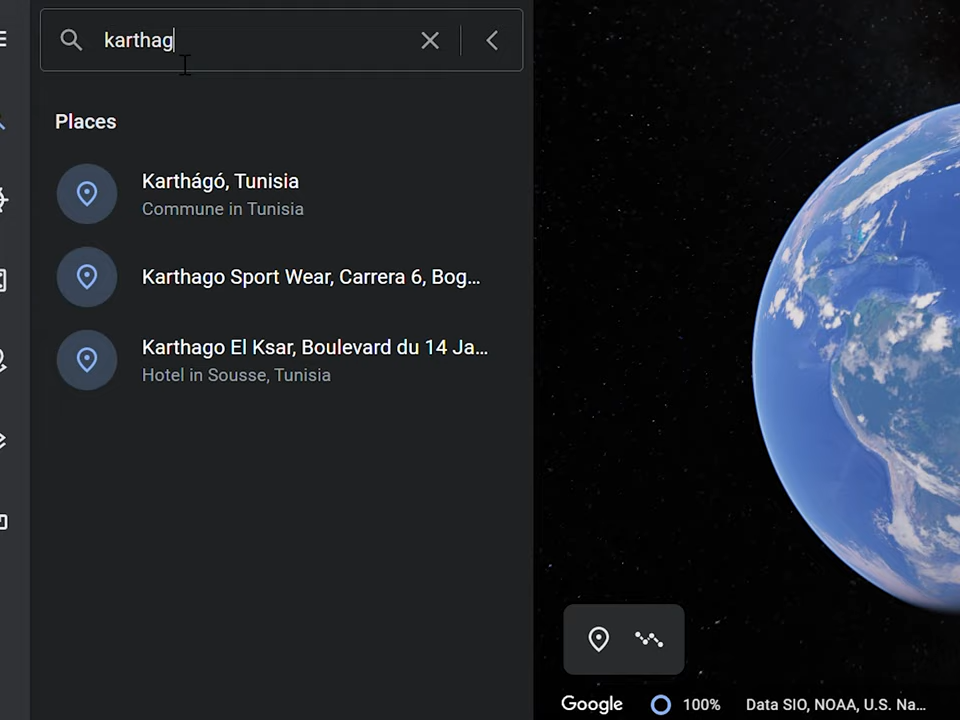 karthag
Places
Karthágó, Tunisia
Commune in Tunisia
Karthago Sport Wear, Carrera 6, Bog...
Karthago El Ksar, Boulevard du 14 Ja...
Hotel in Sousse, Tunisia
Google 100% Data SIO, NOAA, U.S. Na...